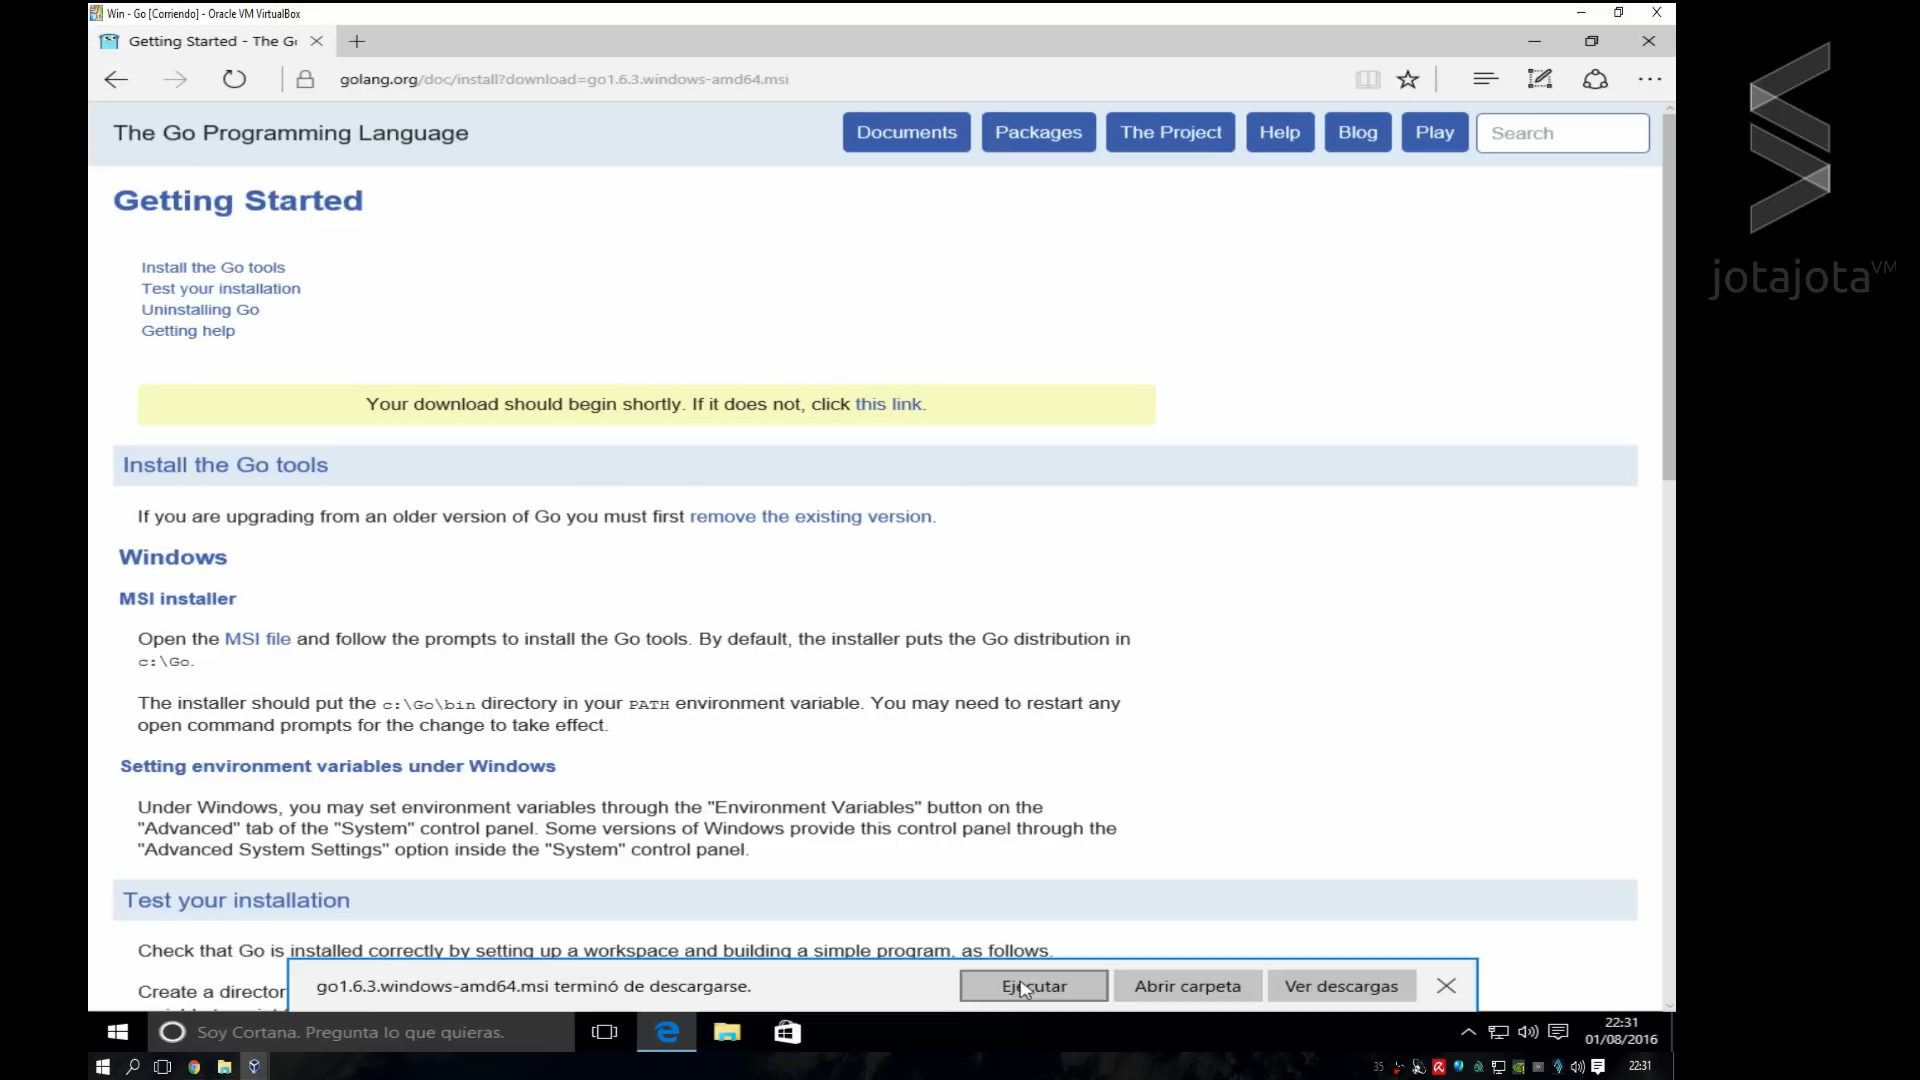 Win - Go [Corriendo] - Oracle VM VirtualBox
Getting Started - The G
golang.org/doc/install?download=go1.6.3.windows-amd64.msi
The Go Programming Language
Documents
Packages
The Project
Help
Blog
Play
Search
jotajota VM
Getting Started
Install the Go tools
Test your installation
Uninstalling Go
Getting help
Your download should begin shortly. If it does not, click this link.
Install the Go tools
If you are upgrading from an older version of Go you must first remove the existing version.
Windows
MSI installer
Open the MSI file and follow the prompts to install the Go tools. By default, the installer puts the Go distribution in
c:\Go.
The installer should put the c:\Go\bin directory in your PATH environment variable. You may need to restart any
open command prompts for the change to take effect.
Setting environment variables under Windows
Under Windows, you may set environment variables through the "Environment Variables" button on the
"Advanced" tab of the "System" control panel. Some versions of Windows provide this control panel through the
"Advanced System Settings" option inside the "System" control panel.
Test your installation
Check that Go is installed correctly by setting up a workspace and building a simple program, as follows.
Create a director
go1.6.3.windows-amd64.msi terminó de descargarse.
Ejecutar
Abrir carpeta
Ver descargas
Soy Cortana. Pregunta lo que quieras.
22:31
01/08/2016
35
22:31